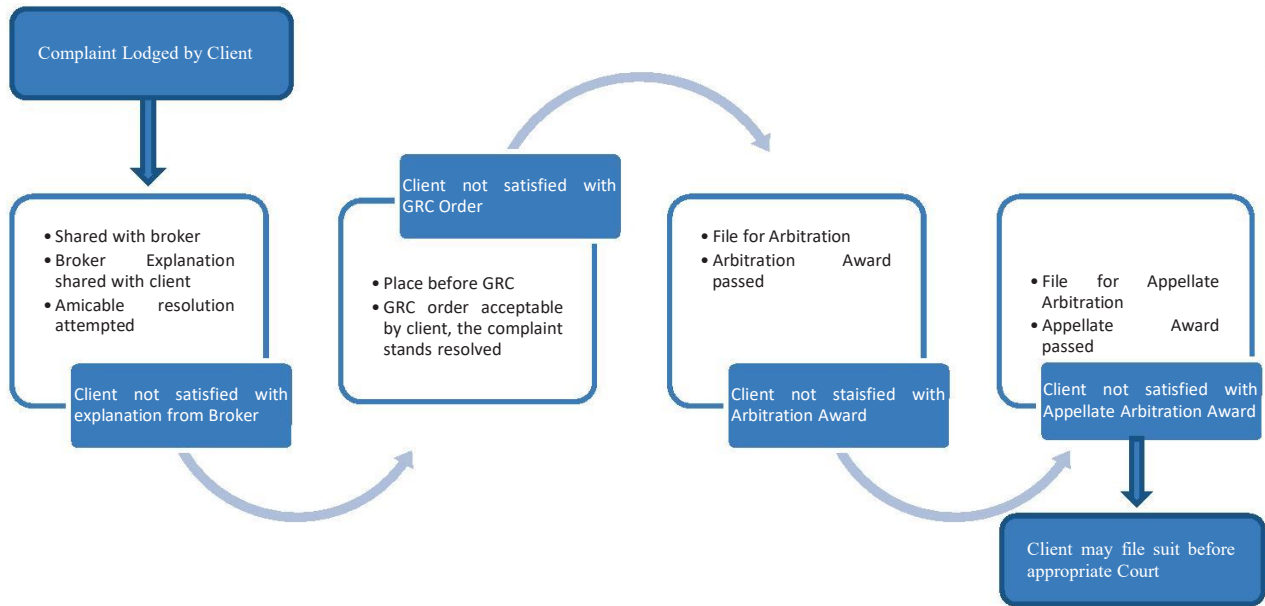 Complaint Lodged by Client
• Shared with broker
• Broker Explanation
shared with client
• Amicable resolution
attempted
Client not satisfied with
explanation from Broker
Client not satisfied with
GRC Order
• Place before GRC
• GRC order acceptable
by client, the complaint
stands resolved
• File for Arbitration
• Arbitration Award
passed
Client not staisfied with
Arbitration Award
• File for Appellate
Arbitration
• Appellate Award
passed
Client not satisfied with
Appellate Arbitration Award
Client may file suit before
appropriate Court